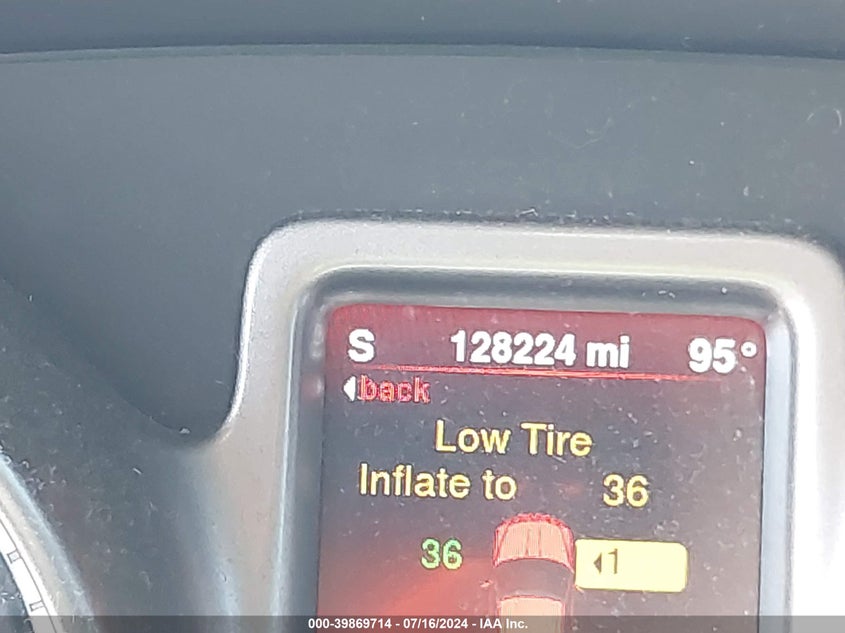 S 128224 mi 95°
back
Low Tire
Inflate to 36
36 1
000-39869714 - 07/16/2024 - IAA Inc.